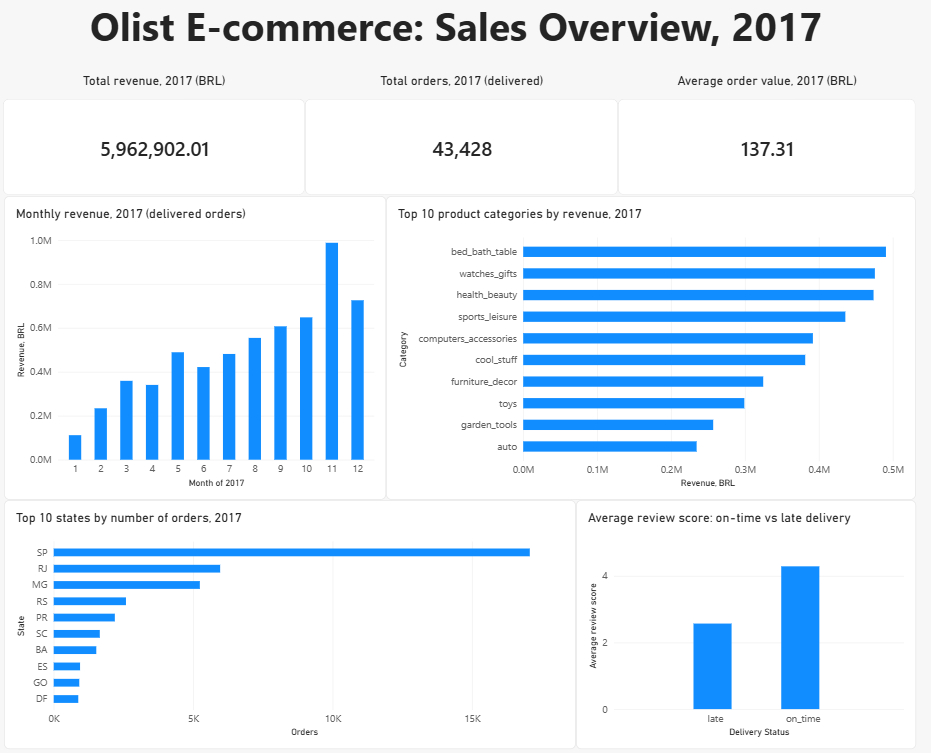 Olist E-commerce: Sales Overview, 2017
Total revenue, 2017 (BRL)
Total orders, 2017 (delivered)
Average order value, 2017 (BRL)
5,962,902.01
43,428
137.31
Monthly revenue, 2017 (delivered orders)
Revenue, BRL
1.0M
0.8M
0.6M
0.4M
0.2M
0.0M
1 2 3 4 5 6 7 8 9 10 11 12
Month of 2017
Top 10 product categories by revenue, 2017
Category
bed_bath_table
watches_gifts
health_beauty
sports_leisure
computers_accessories
cool_stuff
furniture_decor
toys
garden_tools
auto
0.0M 0.1M 0.2M 0.3M 0.4M 0.5M
Revenue, BRL
Top 10 states by number of orders, 2017
State
SP
RJ
MG
RS
PR
SC
BA
ES
GO
DF
0K 5K 10K 15K
Orders
Average review score: on-time vs late delivery
Average review score
4
2
0
late on_time
Delivery Status